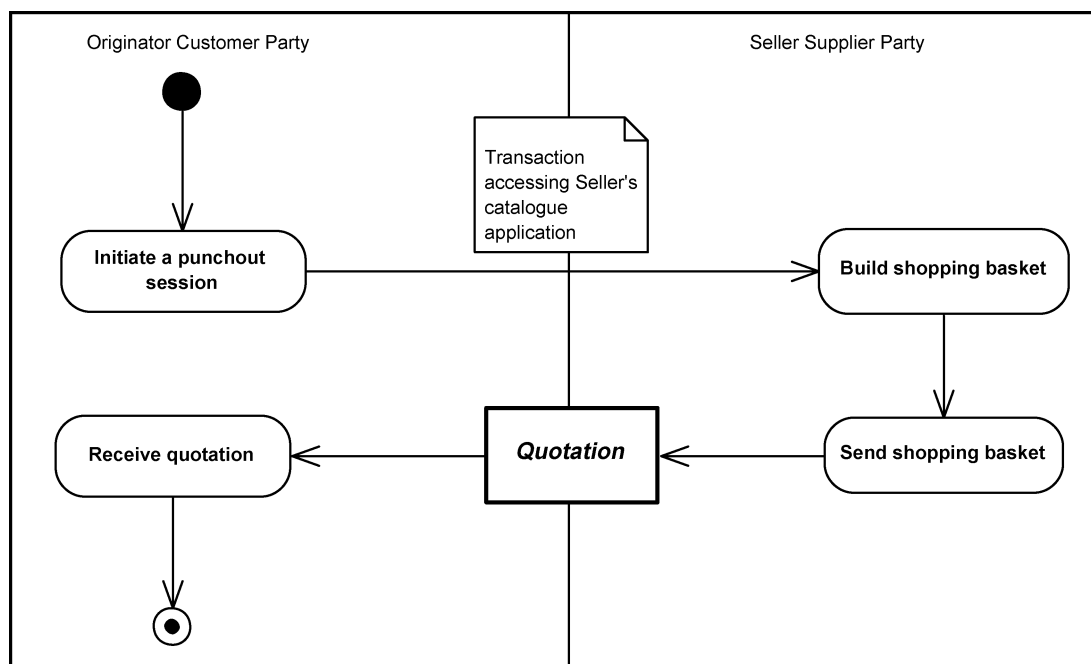 Originator Customer Party
Seller Supplier Party
Transaction
accessing Seller's
catalogue
application
Initiate a punchout
session
Build shopping basket
Receive quotation
Quotation
Send shopping basket